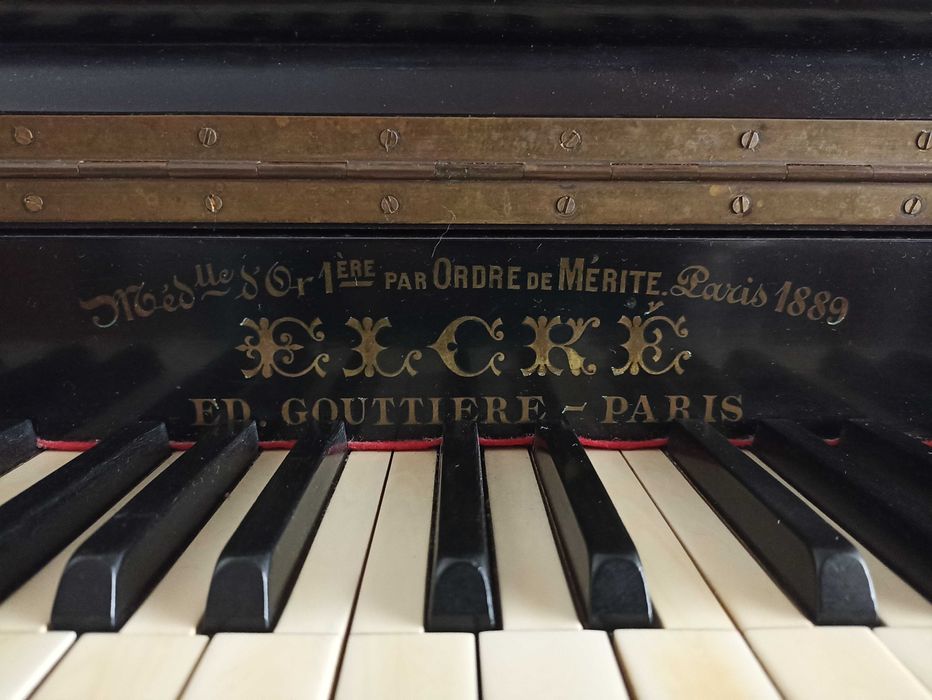 Médlle d'Or 1ÈRE PAR ORDRE DE MÉRITE. Paris 1889
ELCKÉ
ED. GOUTTIERE - PARIS